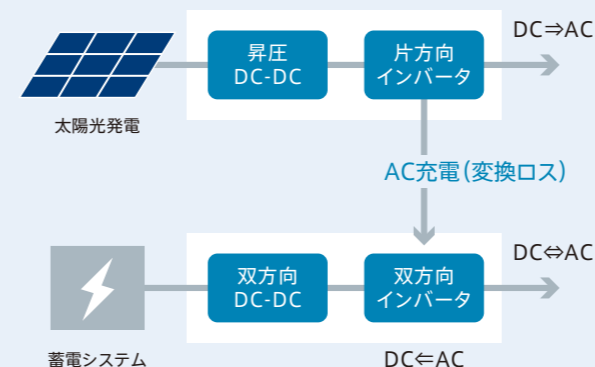 DC⇒AC
昇圧
DC-DC
片方向
インバータ
太陽光発電
AC充電(変換ロス)
DC⇔AC
双方向
DC-DC
双方向
インバータ
蓄電システム
DC⇐AC